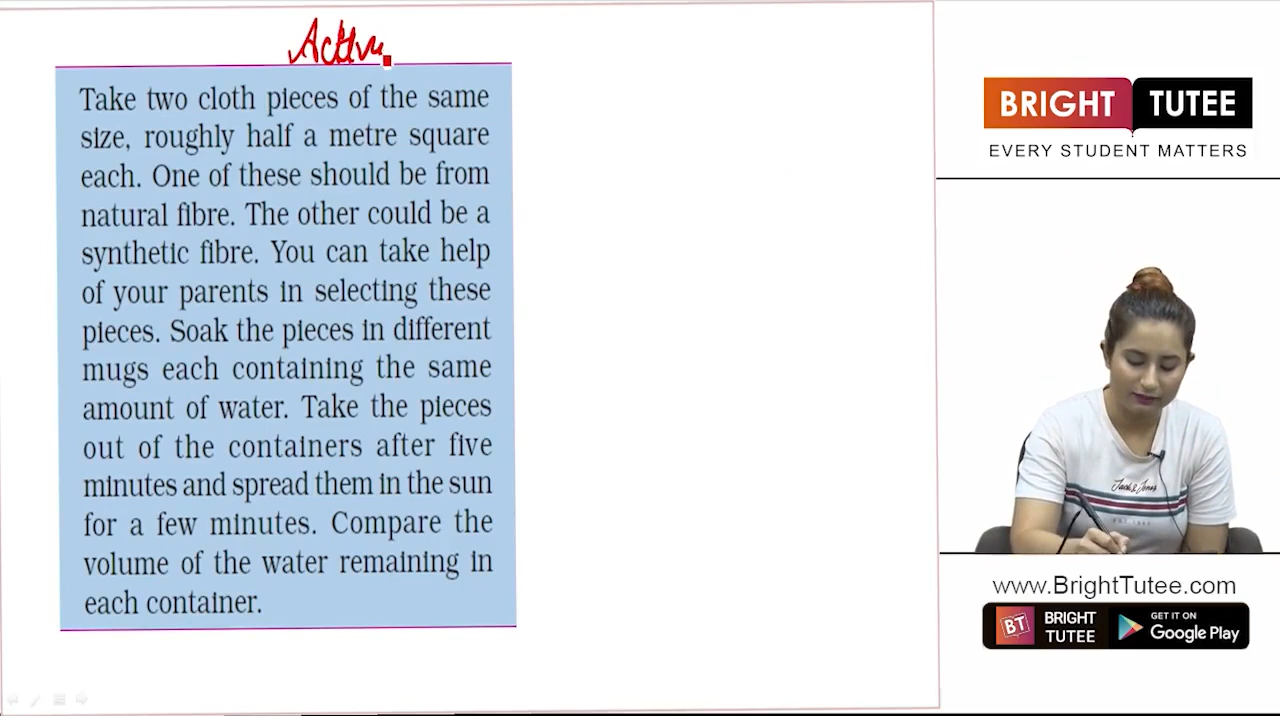 Take two cloth pieces of the same
size, roughly half a metre square
each. One of these should be from
natural fibre. The other could be a
synthetic fibre. You can take help
of your parents in selecting these
pieces. Soak the pieces in different
mugs each containing the same
amount of water. Take the pieces
out of the containers after five
minutes and spread them in the sun
for a few minutes. Compare the
volume of the water remaining in
each container.
BRIGHT TUTEE
EVERY STUDENT MATTERS
Jack & Jones
www.BrightTutee.com
BT BRIGHT TUTEE
GET IT ON Google Play